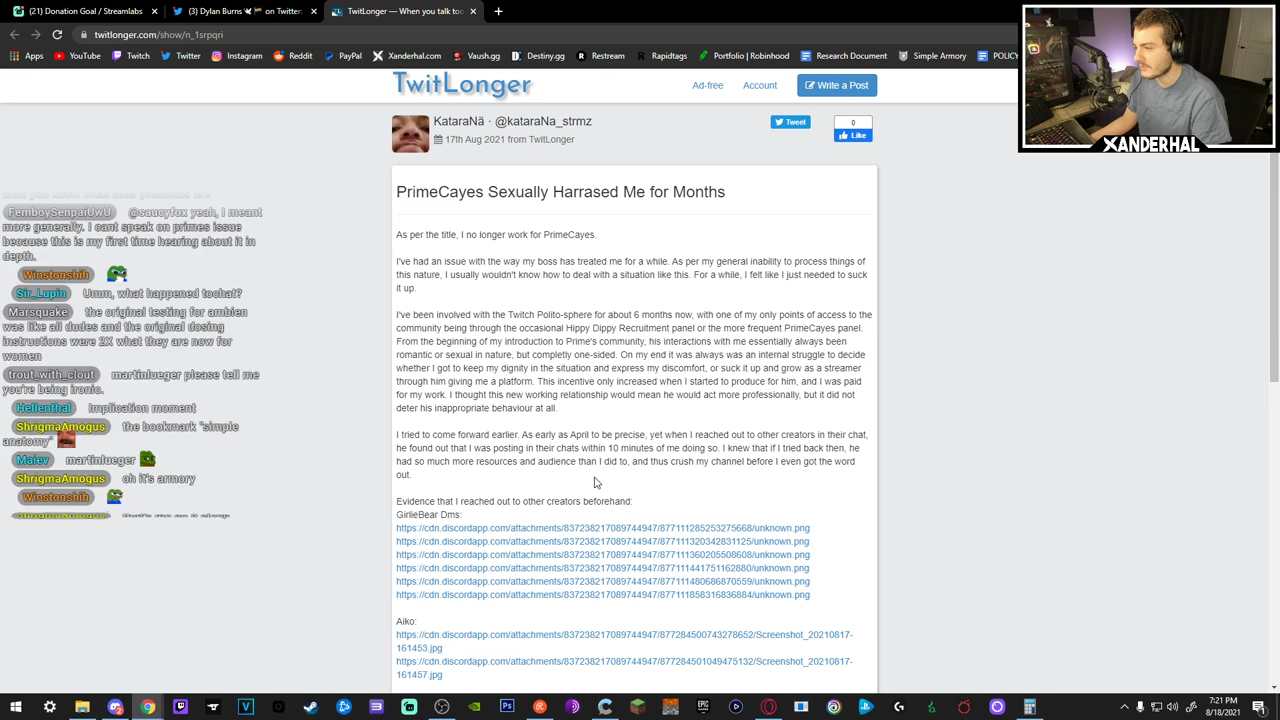 Twitch
TwitLonger — When you talk too m
twitlonger.com/show/n_1srpqri
Apps
YouTube
Twitch
Twitter
Instagram
Reddit
PayPal
Xanderhal.com
Vaush.gg
Destiny.gg
Restream
Rapidtags
Portfolio | Robinhood
Research Document
Simple Armory
POLICY
TwitLonger
Ad-free
Account
Write a Post
XANDERHAL
KataraNä · @kataraNa_strmz
17th Aug 2021 from TwitLonger
Tweet
0
Like
PrimeCayes Sexually Harrased Me for Months
As per the title, I no longer work for PrimeCayes.
I've had an issue with the way my boss has treated me for a while. As per my general inability to process things of
this nature, I usually wouldn't know how to deal with a situation like this. For a while, I felt like I just needed to suck
it up.
I've been involved with the Twitch Polito-sphere for about 6 months now, with one of my only points of access to the
community being through the occasional Hippy Dippy Recruitment panel or the more frequent PrimeCayes panel.
From the beginning of my introduction to Prime's community, his interactions with me essentially always been
romantic or sexual in nature, but completly one-sided. On my end it was always was an internal struggle to decide
whether I got to keep my dignity in the situation and express my discomfort, or suck it up and grow as a streamer
through him giving me a platform. This incentive only increased when I started to produce for him, and I was paid
for my work. I thought this new working relationship would mean he would act more professionally, but it did not
deter his inappropriate behaviour at all.
I tried to come forward earlier. As early as April to be precise, yet when I reached out to other creators in their chat,
he found out that I was posting in their chats within 10 minutes of me doing so. I knew that if I tried back then, he
had so much more resources and audience than I did to, and thus crush my channel before I even got the word
out.
Evidence that I reached out to other creators beforehand:
GirlieBear Dms:
https://cdn.discordapp.com/attachments/837238217089744947/877111285253275668/unknown.png
https://cdn.discordapp.com/attachments/837238217089744947/877111320342831125/unknown.png
https://cdn.discordapp.com/attachments/837238217089744947/877111360205508608/unknown.png
https://cdn.discordapp.com/attachments/837238217089744947/877111441751162880/unknown.png
https://cdn.discordapp.com/attachments/837238217089744947/877111480686870559/unknown.png
https://cdn.discordapp.com/attachments/837238217089744947/877111858316836884/unknown.png
Aiko:
https://cdn.discordapp.com/attachments/837238217089744947/877284500743278652/Screenshot_20210817-
161453.jpg
https://cdn.discordapp.com/attachments/837238217089744947/877284501049475132/Screenshot_20210817-
161457.jpg
FemboySenpaiUwU @saucyfox yeah, I meant
more generally. I cant speak on primes issue
because this is my first time hearing about it in
depth.
Winstonshih
Sir_Lupin Umm, what happened tochat?
Marsquake the original testing for ambien
was like all dudes and the original dosing
instructions were 2X what they are now for
women
trout_with_clout martinlueger please tell me
you're being ironic.
Hellenthal Implication moment
ShrigmaAmogus the bookmark "simple
anatomy"
Maiev martinlueger
ShrigmaAmogus oh it's armory
Winstonshih
7:21 PM
8/18/2021